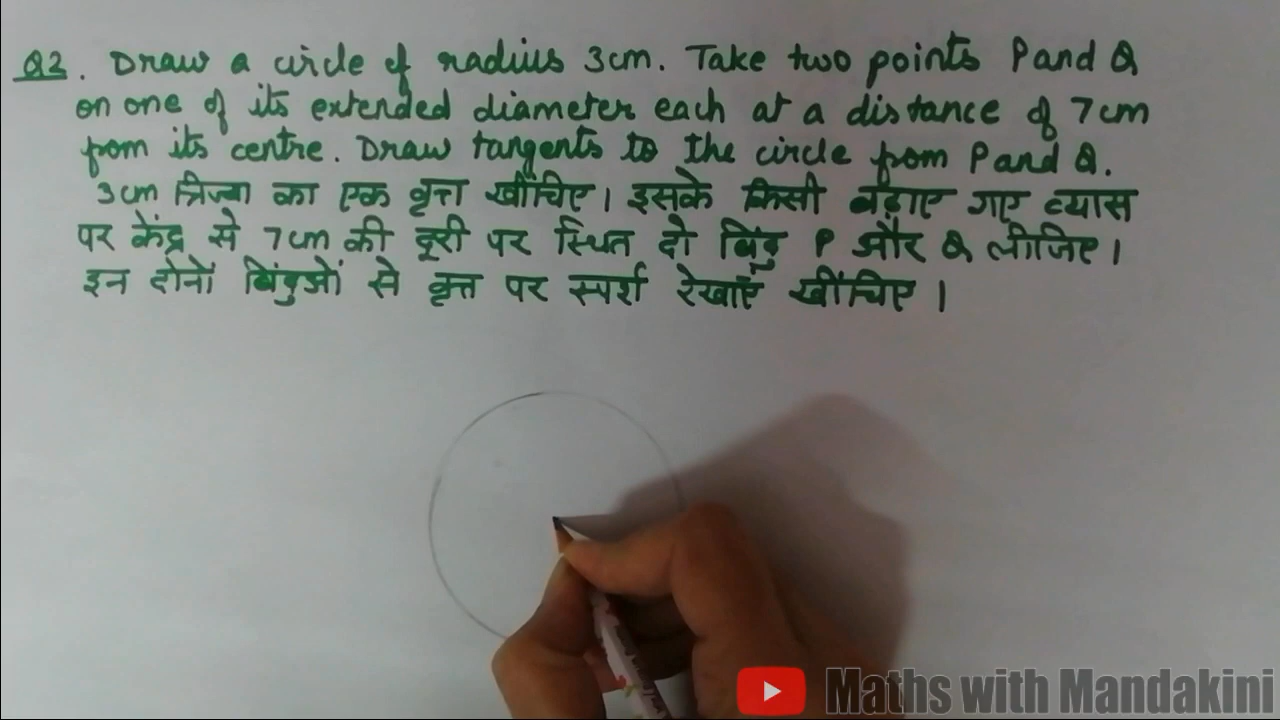 Q2. Draw a circle of radius 3cm. Take two points P and Q
on one of its extended diameter each at a distance of 7cm
from its centre. Draw tangents to the circle from P and Q.
3cm त्रिज्या का एक वृत्त खींचिए। इसके किसी बढ़ाए गए व्यास
पर केंद्र से 7cm की दूरी पर स्थित दो बिंदु P और Q लीजिए।
इन दोनों बिंदुओं से वृत्त पर स्पर्श रेखाएँ खींचिए।
Maths with Mandakini